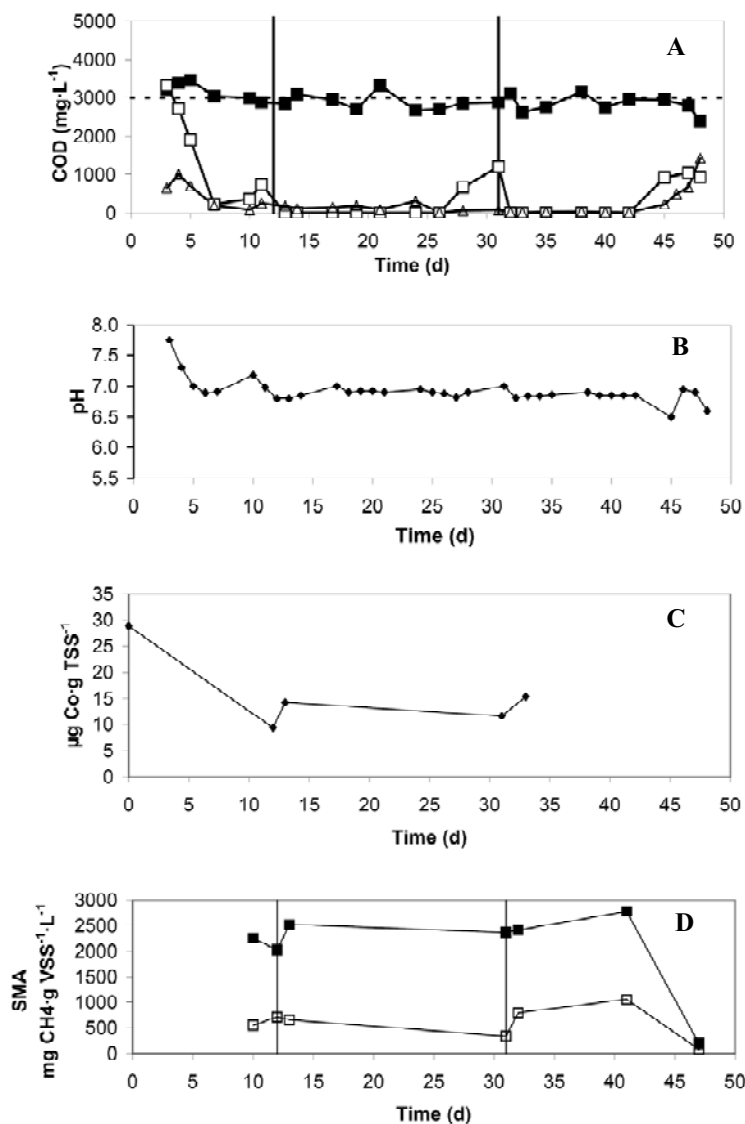 A
COD (mg·L⁻¹)
5000
4000
3000
2000
1000
0
0 5 10 15 20 25 30 35 40 45 50
Time (d)
B
pH
8.0
7.5
7.0
6.5
6.0
5.5
0 5 10 15 20 25 30 35 40 45 50
Time (d)
C
µg Co·g TSS⁻¹
35
30
25
20
15
10
5
0
0 5 10 15 20 25 30 35 40 45 50
Time (d)
D
SMA
mg CH4·g VSS⁻¹·L⁻¹
3000
2500
2000
1500
1000
500
0
0 5 10 15 20 25 30 35 40 45 50
Time (d)